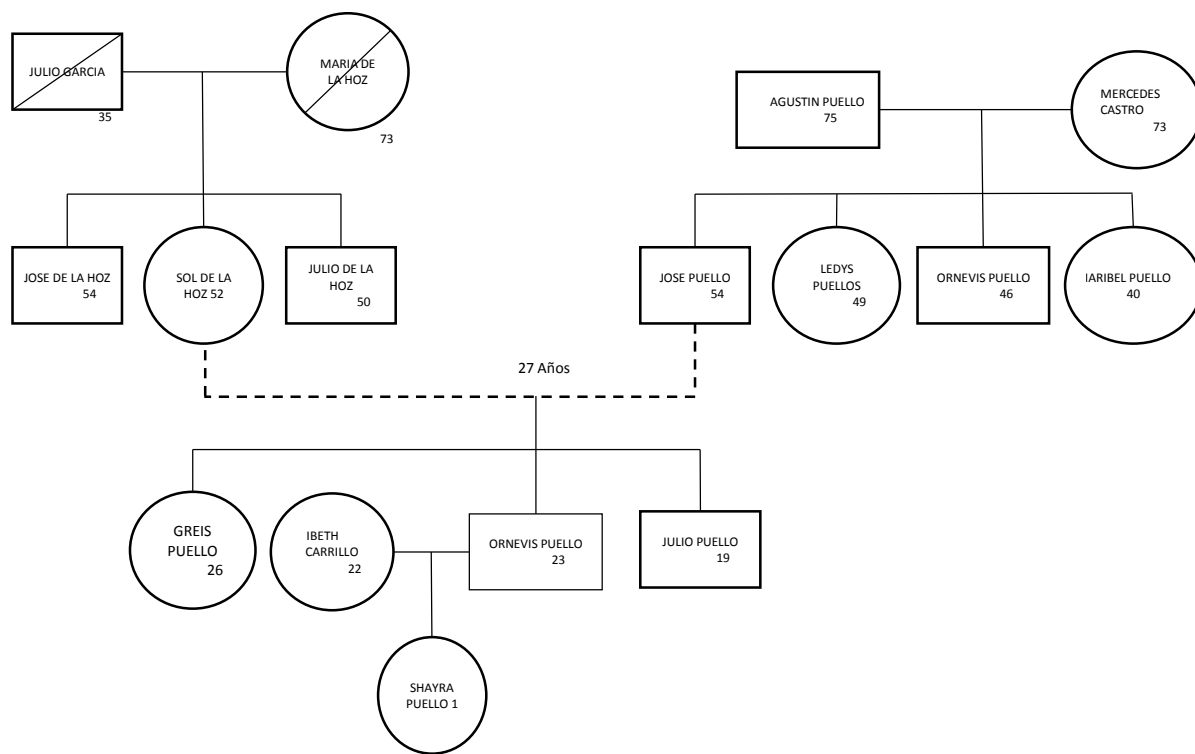 JULIO GARCIA
35
MARIA DE
LA HOZ
73
AGUSTIN PUELLO
75
MERCEDES
CASTRO
73
JOSE DE LA HOZ
54
SOL DE LA
HOZ 52
JULIO DE LA
HOZ
50
JOSE PUELLO
54
LEDYS
PUELLOS
49
ORNEVIS PUELLO
46
IARIBEL PUELLO
40
27 Años
GREIS
PUELLO
26
IBETH
CARRILLO
22
ORNEVIS PUELLO
23
JULIO PUELLO
19
SHAYRA
PUELLO 1